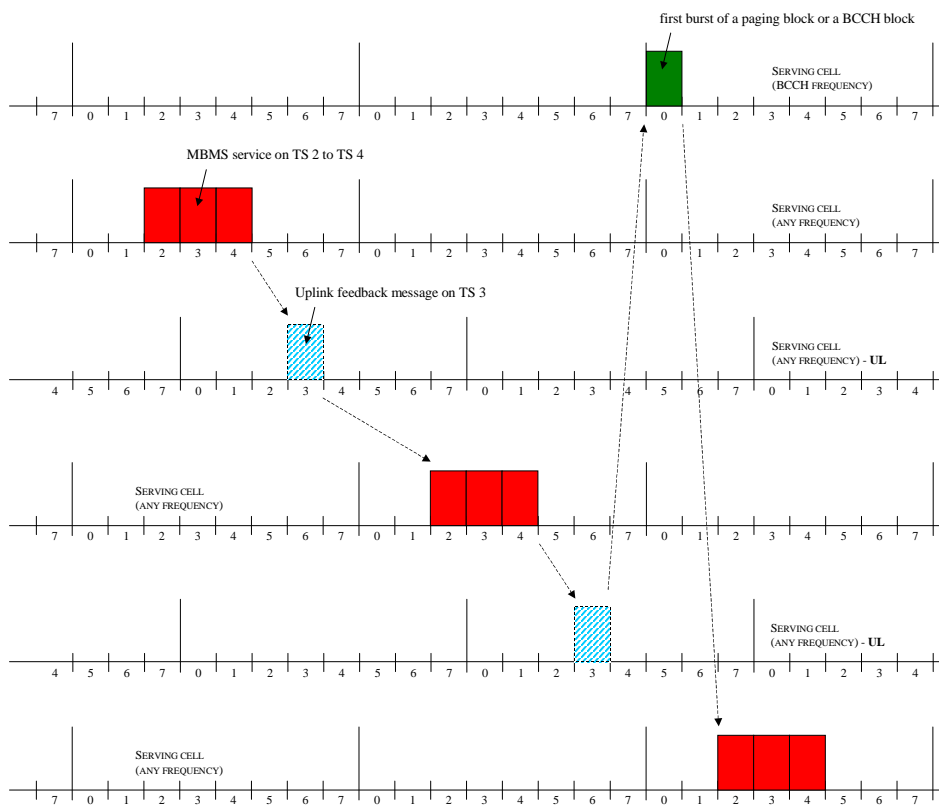 first burst of a paging block or a BCCH block
SERVING CELL
(BCCH FREQUENCY)
7 0 1 2 3 4 5 6 7 0 1 2 3 4 5 6 7 0 1 2 3 4 5 6 7
MBMS service on TS 2 to TS 4
SERVING CELL
(ANY FREQUENCY)
7 0 1 2 3 4 5 6 7 0 1 2 3 4 5 6 7 0 1 2 3 4 5 6 7
Uplink feedback message on TS 3
SERVING CELL
(ANY FREQUENCY) - UL
4 5 6 7 0 1 2 3 4 5 6 7 0 1 2 3 4 5 6 7 0 1 2 3 4
SERVING CELL
(ANY FREQUENCY)
7 0 1 2 3 4 5 6 7 0 1 2 3 4 5 6 7 0 1 2 3 4 5 6 7
SERVING CELL
(ANY FREQUENCY) - UL
4 5 6 7 0 1 2 3 4 5 6 7 0 1 2 3 4 5 6 7 0 1 2 3 4
SERVING CELL
(ANY FREQUENCY)
7 0 1 2 3 4 5 6 7 0 1 2 3 4 5 6 7 0 1 2 3 4 5 6 7